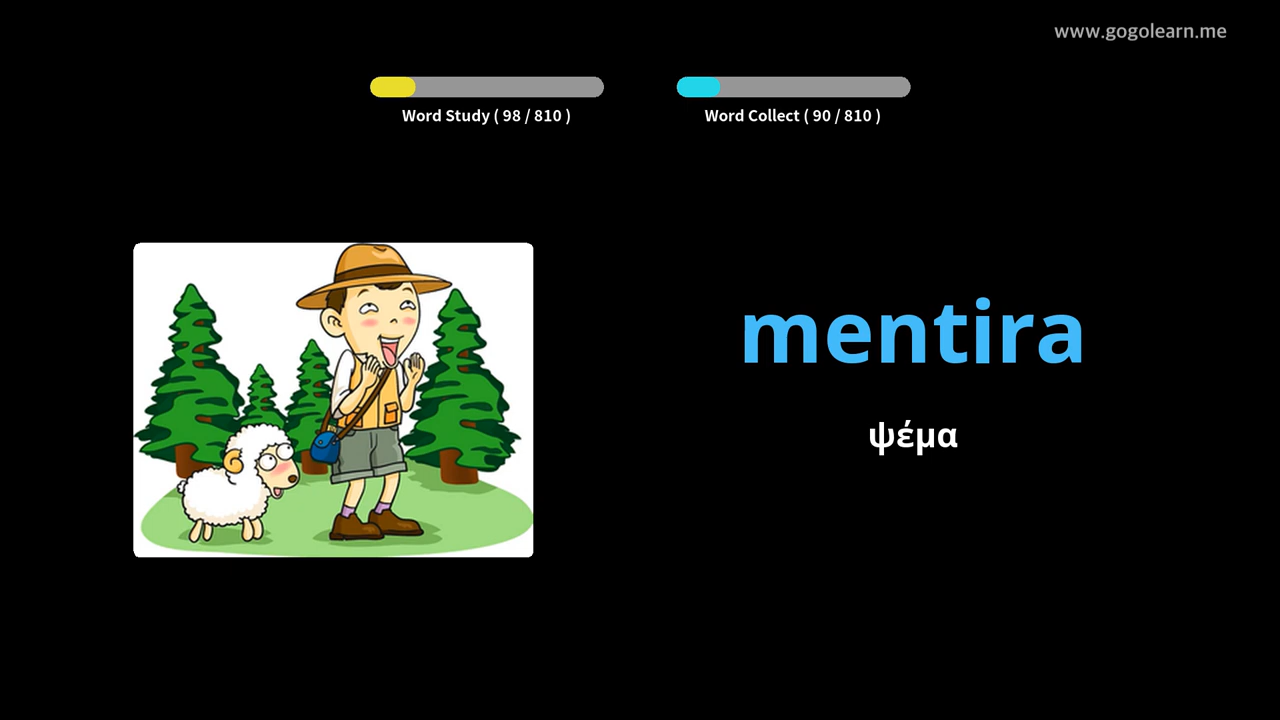 www.gogolearn.me
Word Study ( 98 / 810 )
Word Collect ( 90 / 810 )
mentira
ψέμα